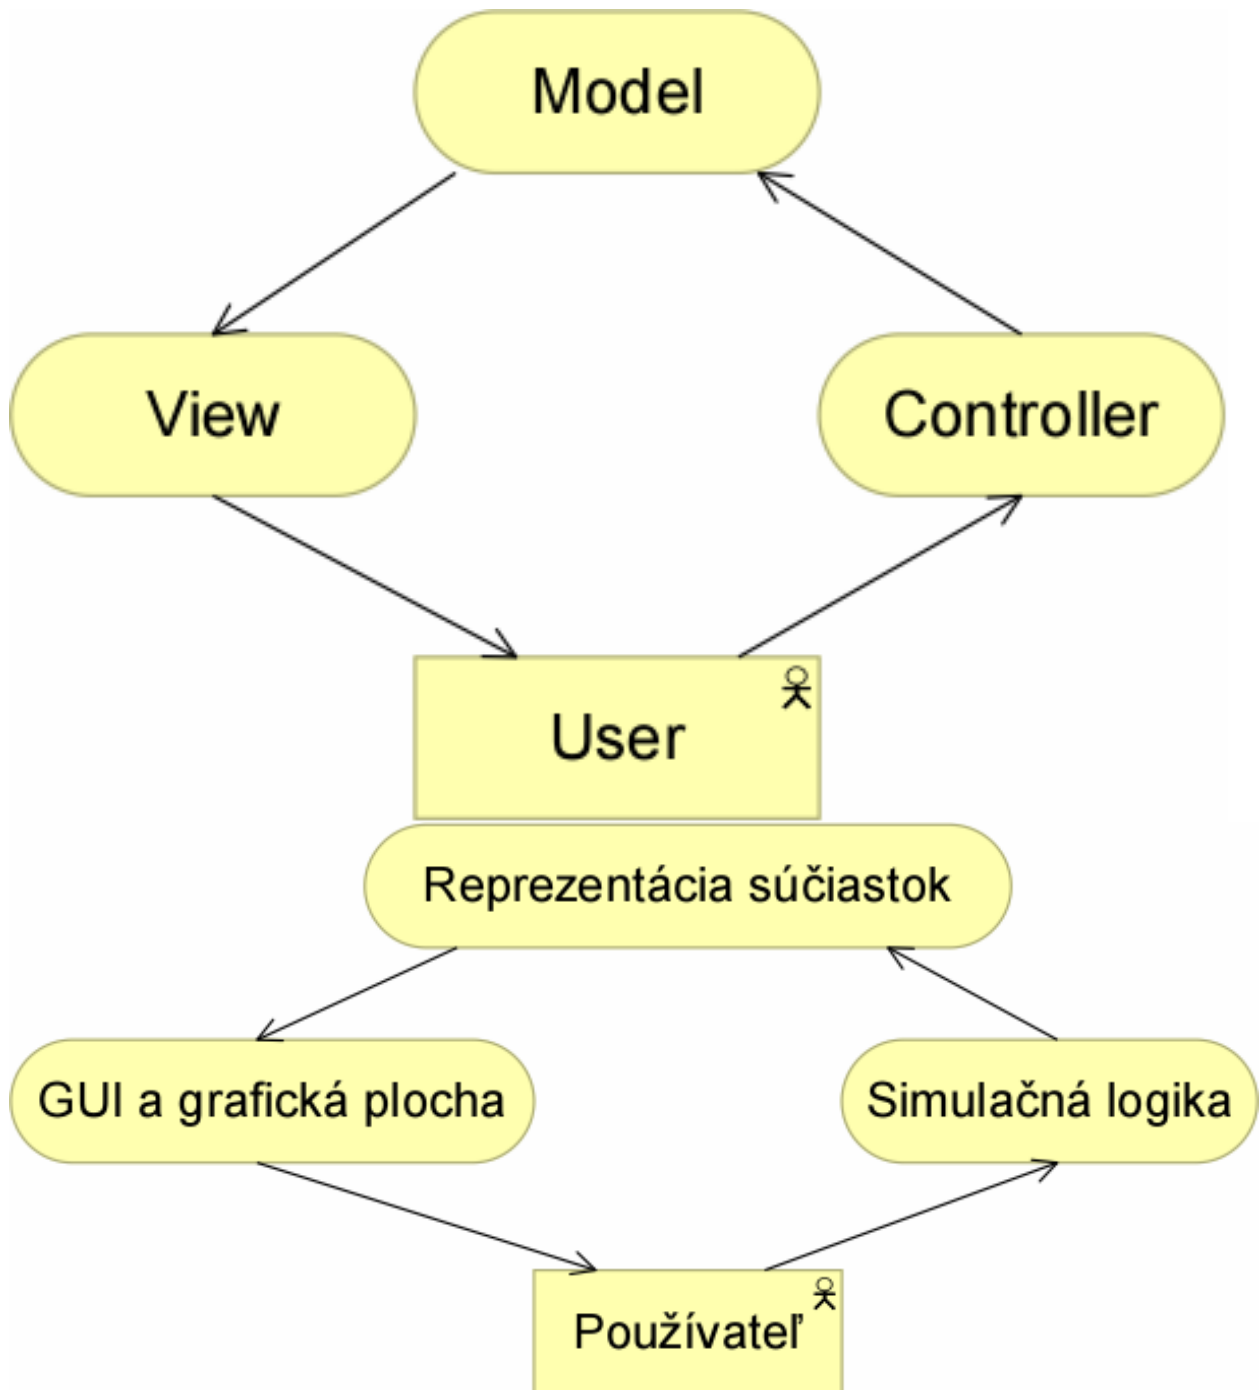 Model
View
Controller
User
Reprezentácia súčiastok
GUI a grafická plocha
Simulačná logika
Používateľ